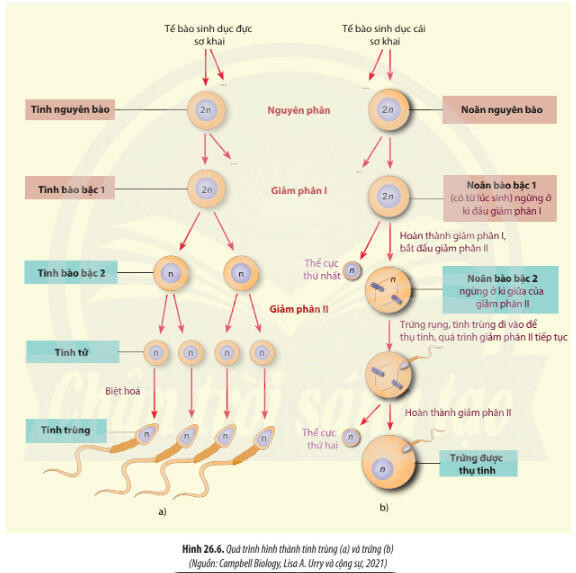 Tế bào sinh dục đực
sơ khai
Tế bào sinh dục cái
sơ khai
...
...
Tinh nguyên bào
2n
Nguyên phân
2n
Noãn nguyên bào
...
...
Tinh bào bậc 1
2n
Giảm phân I
2n
Noãn bào bậc 1
(có từ lúc sinh) ngừng ở
kì đầu giảm phân I
Hoàn thành giảm phân I,
bắt đầu giảm phân II
Thể cực
thứ nhất
Tinh bào bậc 2
n
n
n
n
Noãn bào bậc 2
ngừng ở kì giữa của
giảm phân II
Giảm phân II
Trứng rụng, tinh trùng đi vào để
thụ tinh, quá trình giảm phân II tiếp tục
Tinh tử
n
n
n
n
Biệt hoá
Hoàn thành giảm phân II
Tinh trùng
n
n
n
n
Thể cực
thứ hai
n
n
Trứng được
thụ tinh
a)
b)
Chân trời sáng tạo
Hình 26.6. Quá trình hình thành tinh trùng (a) và trứng (b)
(Nguồn: Campbell Biology, Lisa A. Urry và cộng sự, 2021)